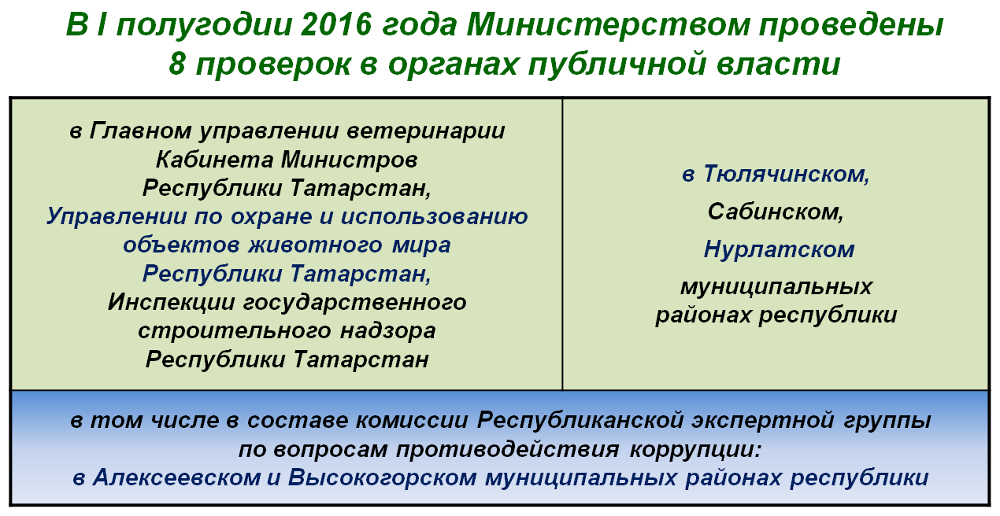 В I полугодии 2016 года Министерством проведены
8 проверок в органах публичной власти
в Главном управлении ветеринарии
Кабинета Министров
Республики Татарстан,
Управлении по охране и использованию
объектов животного мира
Республики Татарстан,
Инспекции государственного
строительного надзора
Республики Татарстан
в Тюлячинском,
Сабинском,
Нурлатском
муниципальных
районах республики
в том числе в составе комиссии Республиканской экспертной группы
по вопросам противодействия коррупции:
в Алексеевском и Высокогорском муниципальных районах республики